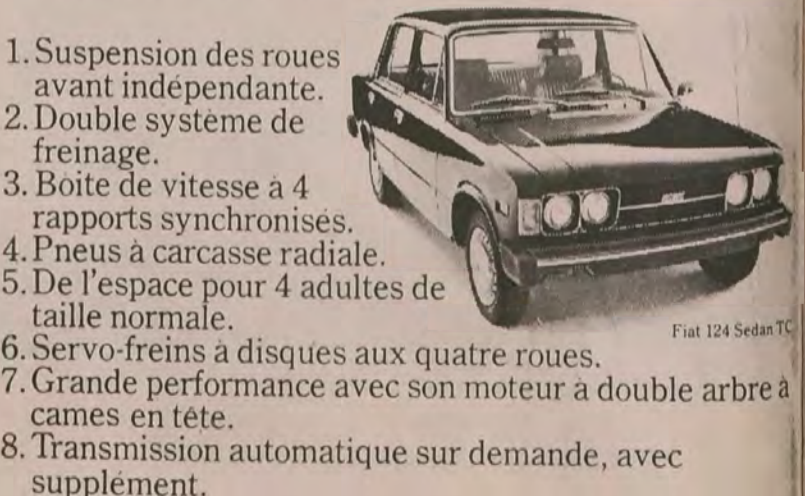 1. Suspension des roues
avant indépendante.
2. Double système de
freinage.
3. Boite de vitesse à 4
rapports synchronisés.
4. Pneus à carcasse radiale.
5. De l'espace pour 4 adultes de
taille normale.
Fiat 124 Sedan TC
6. Servo-freins à disques aux quatre roues.
7. Grande performance avec son moteur à double arbre à
cames en tête.
8. Transmission automatique sur demande, avec
supplément.